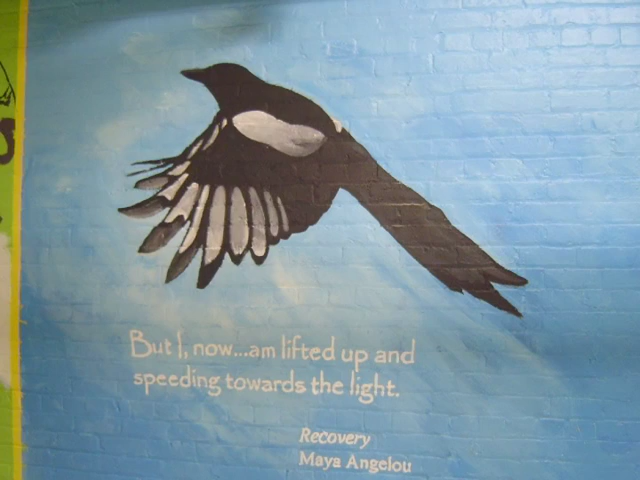 But I, now...am lifted up and
speeding towards the light.
Recovery
Maya Angelou